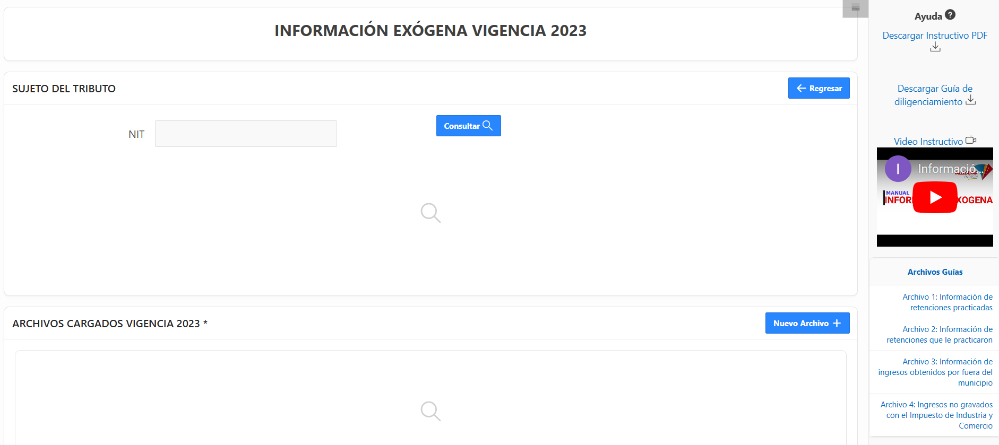 INFORMACIÓN EXÓGENA VIGENCIA 2023
SUJETO DEL TRIBUTO
Regresar
NIT
Consultar
ARCHIVOS CARGADOS VIGENCIA 2023 *
Nuevo Archivo
Ayuda
Descargar Instructivo PDF
Descargar Guía de
diligenciamiento
Video Instructivo
I
Informació...
EN ORDEN
MANUAL
Archivos Guías
Archivo 1: Información de
retenciones practicadas
Archivo 2: Información de
retenciones que le practicaron
Archivo 3: Información de
ingresos obtenidos por fuera del
municipio
Archivo 4: Ingresos no gravados
con el Impuesto de Industria y
Comercio